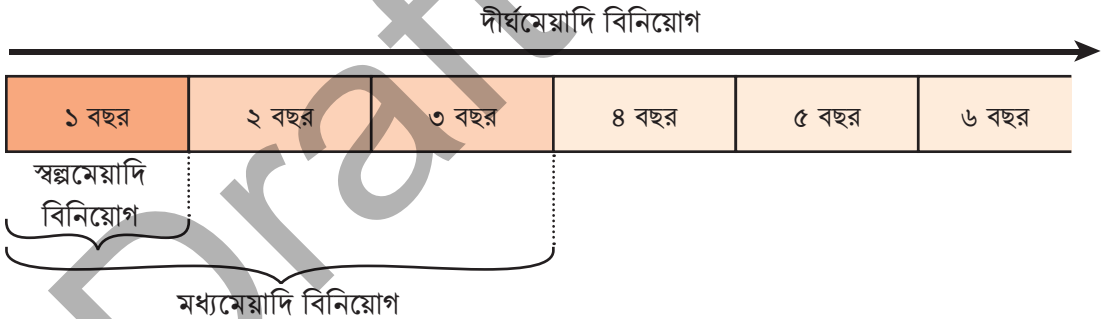 দীর্ঘমেয়াদি বিনিয়োগ
১ বছর ২ বছর ৩ বছর ৪ বছর ৫ বছর ৬ বছর
স্বল্পমেয়াদি
বিনিয়োগ
মধ্যমেয়াদি বিনিয়োগ
Draft